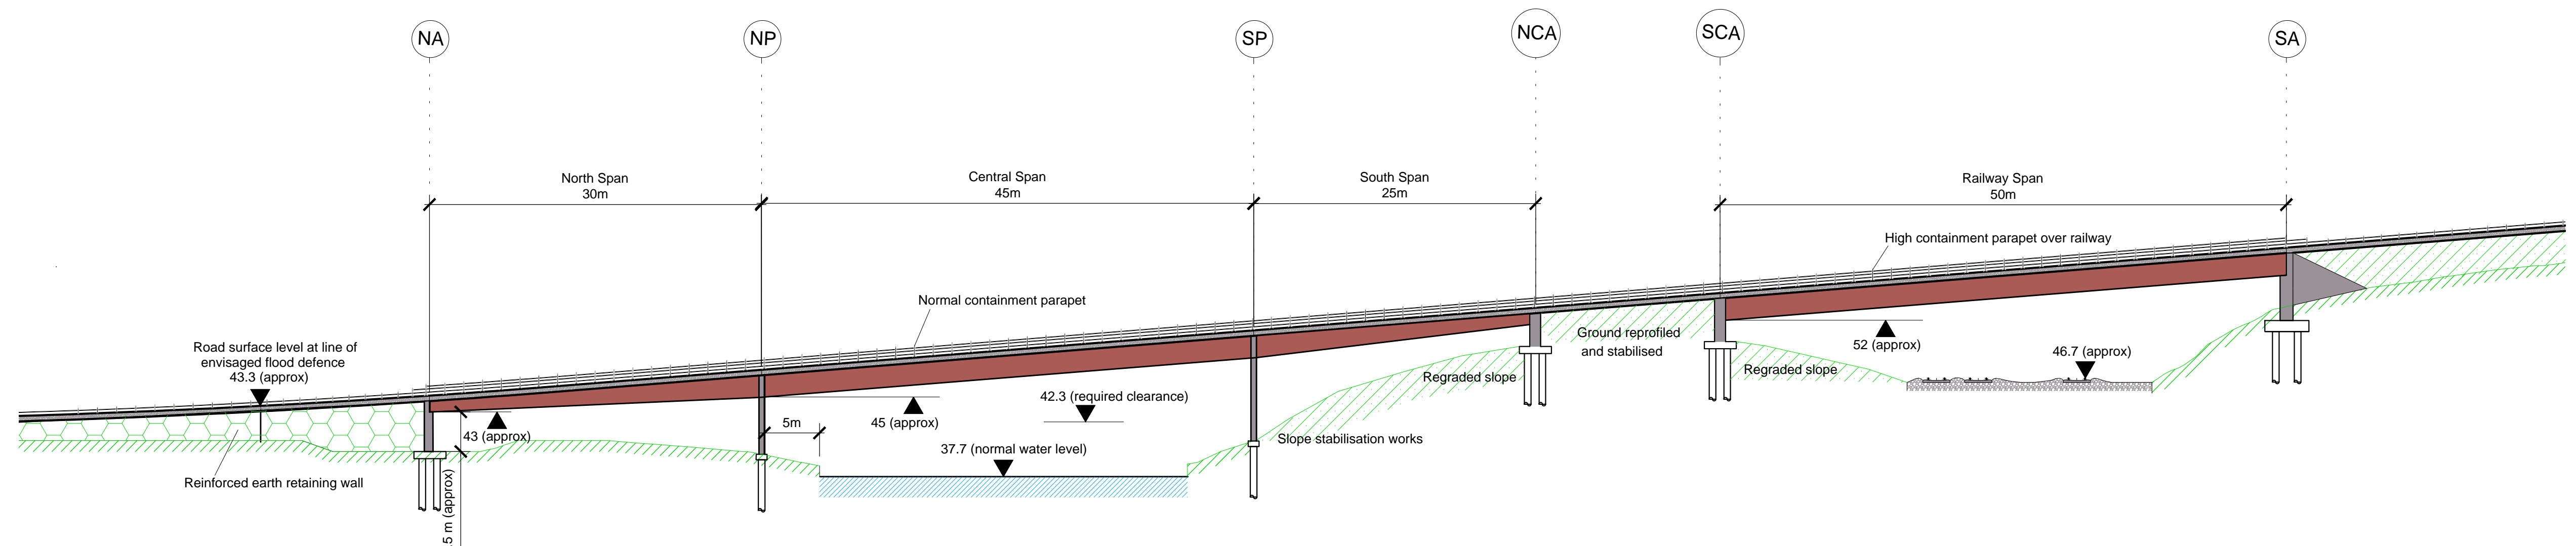 NA
NP
SP
NCA
SCA
SA
North Span
30m
Central Span
45m
South Span
25m
Railway Span
50m
High containment parapet over railway
Normal containment parapet
Road surface level at line of
envisaged flood defence
43.3 (approx)
Ground reprofiled
and stabilised
52 (approx)
46.7 (approx)
Regraded slope
Regraded slope
42.3 (required clearance)
45 (approx)
5m
43 (approx)
Slope stabilisation works
37.7 (normal water level)
Reinforced earth retaining wall
.5 m (approx)